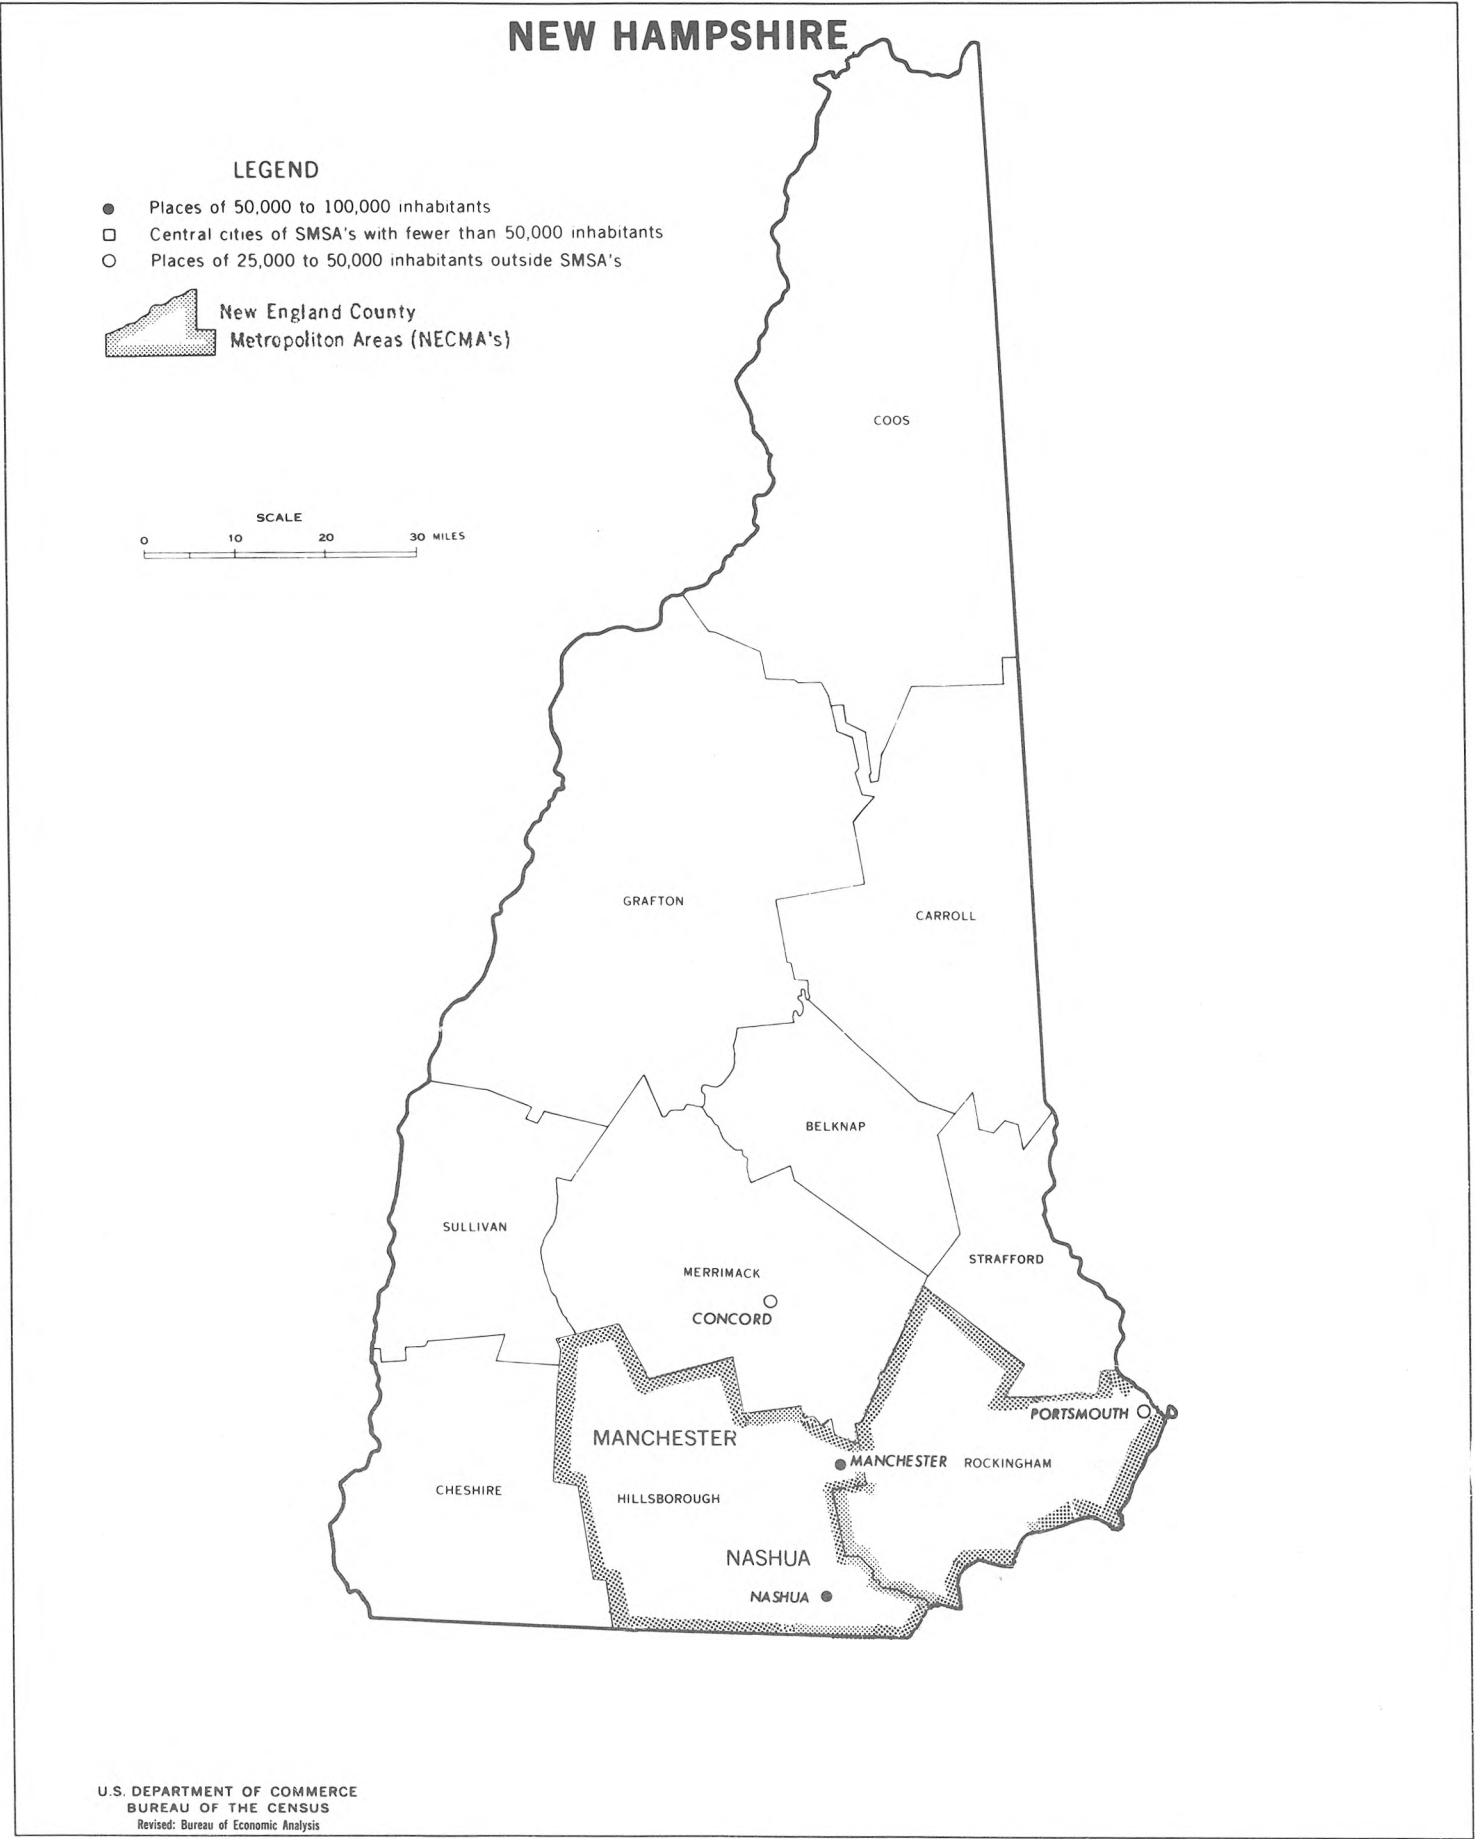 NEW HAMPSHIRE
LEGEND
Places of 50,000 to 100,000 inhabitants
Central cities of SMSA's with fewer than 50,000 inhabitants
Places of 25,000 to 50,000 inhabitants outside SMSA's
New England County
Metropoliton Areas (NECMA's)
SCALE
0 10 20 30 MILES
COOS
GRAFTON
CARROLL
BELKNAP
SULLIVAN
MERRIMACK
STRAFFORD
CONCORD
PORTSMOUTH
MANCHESTER
MANCHESTER
ROCKINGHAM
CHESHIRE
HILLSBOROUGH
NASHUA
NASHUA
U.S. DEPARTMENT OF COMMERCE
BUREAU OF THE CENSUS
Revised: Bureau of Economic Analysis